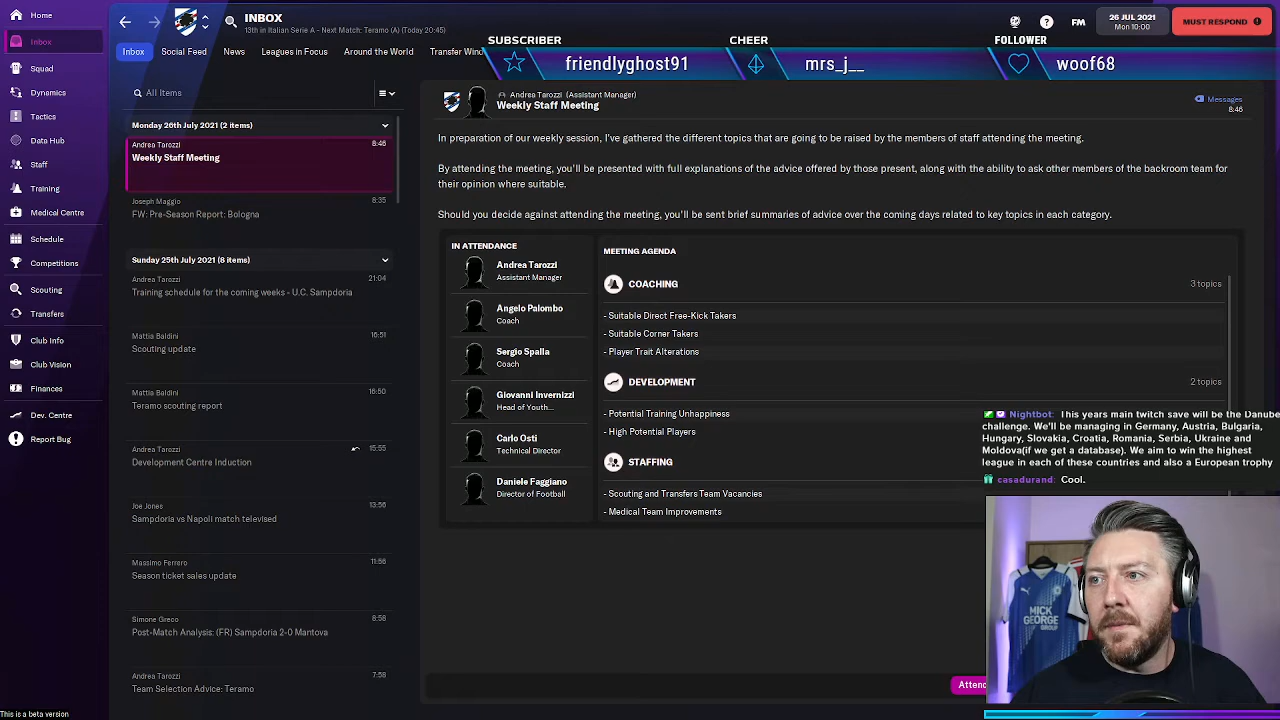 Home
Inbox
Squad
Dynamics
Tactics
Data Hub
Staff
Training
Medical Centre
Schedule
Competitions
Scouting
Transfers
Club Info
Club Vision
Finances
Dev. Centre
Report Bug
This is a beta version
INBOX
13th in Italian Serie A - Next Match: Teramo (A) (Today 20:45)
FM
26 JUL 2021
Mon 10:00
MUST RESPOND
Inbox
Social Feed
News
Leagues in Focus
Around the World
Transfer Wind
SUBSCRIBER
friendlyghost91
CHEER
mrs_j__
FOLLOWER
woof68
All Items
Monday 26th July 2021 (2 items)
Andrea Tarozzi 8:46
Weekly Staff Meeting
Joseph Maggio 8:35
FW: Pre-Season Report: Bologna
Sunday 25th July 2021 (8 items)
Andrea Tarozzi 21:04
Training schedule for the coming weeks - U.C. Sampdoria
Mattia Baldini 16:51
Scouting update
Mattia Baldini 16:50
Teramo scouting report
Andrea Tarozzi 15:55
Development Centre Induction
Joe Jones 13:56
Sampdoria vs Napoli match televised
Massimo Ferrero 11:56
Season ticket sales update
Simone Greco 8:58
Post-Match Analysis: (FR) Sampdoria 2-0 Mantova
Andrea Tarozzi 7:58
Team Selection Advice: Teramo
Andrea Tarozzi (Assistant Manager)
Weekly Staff Meeting
Messages
8:46
In preparation of our weekly session, I've gathered the different topics that are going to be raised by the members of staff attending the meeting.
By attending the meeting, you'll be presented with full explanations of the advice offered by those present, along with the ability to ask other members of the backroom team for
their opinion where suitable.
Should you decide against attending the meeting, you'll be sent brief summaries of advice over the coming days related to key topics in each category.
IN ATTENDANCE
Andrea Tarozzi
Assistant Manager
Angelo Palombo
Coach
Sergio Spalla
Coach
Giovanni Invernizzi
Head of Youth...
Carlo Osti
Technical Director
Daniele Faggiano
Director of Football
MEETING AGENDA
COACHING 3 topics
- Suitable Direct Free-Kick Takers
- Suitable Corner Takers
- Player Trait Alterations
DEVELOPMENT 2 topics
- Potential Training Unhappiness
- High Potential Players
STAFFING
- Scouting and Transfers Team Vacancies
- Medical Team Improvements
Attend
Nightbot: This years main twitch save will be the Danube
challenge. We'll be managing in Germany, Austria, Bulgaria,
Hungary, Slovakia, Croatia, Romania, Serbia, Ukraine and
Moldova(if we get a database). We aim to win the highest
league in each of these countries and also a European trophy
casadurand: Cool.
MICK
GEORGE
GROUP